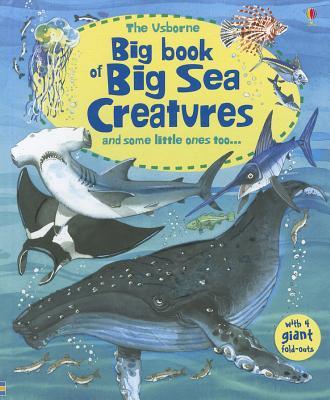 The Usborne
Big book
of Big Sea
Creatures
and some little ones too...
with 4
giant
fold-outs